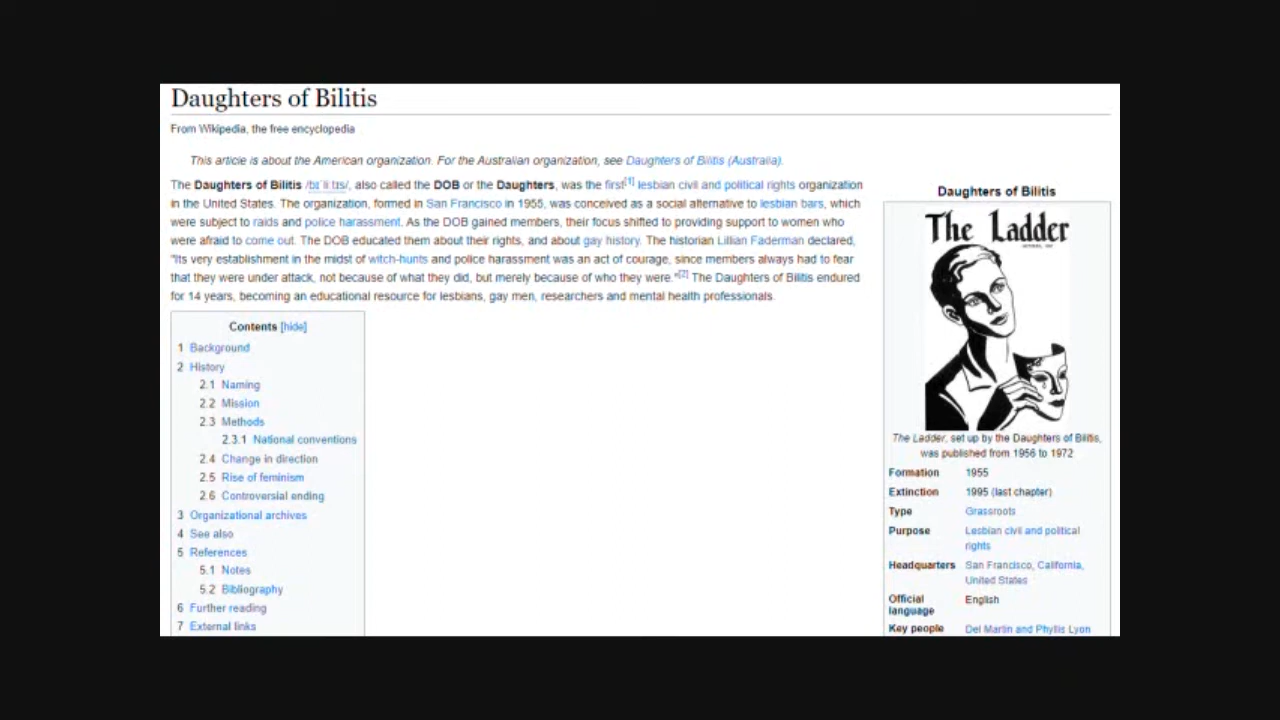 Daughters of Bilitis
From Wikipedia, the free encyclopedia
This article is about the American organization. For the Australian organization, see Daughters of Bilitis (Australia).
The Daughters of Bilitis /bɪˈliːtɪs/, also called the DOB or the Daughters, was the first[1] lesbian civil and political rights organization
in the United States. The organization, formed in San Francisco in 1955, was conceived as a social alternative to lesbian bars, which
were subject to raids and police harassment. As the DOB gained members, their focus shifted to providing support to women who
were afraid to come out. The DOB educated them about their rights, and about gay history. The historian Lillian Faderman declared,
"Its very establishment in the midst of witch-hunts and police harassment was an act of courage, since members always had to fear
that they were under attack, not because of what they did, but merely because of who they were."[2] The Daughters of Bilitis endured
for 14 years, becoming an educational resource for lesbians, gay men, researchers and mental health professionals.
Contents [hide]
1 Background
2 History
2.1 Naming
2.2 Mission
2.3 Methods
2.3.1 National conventions
2.4 Change in direction
2.5 Rise of feminism
2.6 Controversial ending
3 Organizational archives
4 See also
5 References
5.1 Notes
5.2 Bibliography
6 Further reading
7 External links
Daughters of Bilitis
The Ladder
The Ladder, set up by the Daughters of Bilitis,
was published from 1956 to 1972
Formation 1955
Extinction 1995 (last chapter)
Type Grassroots
Purpose Lesbian civil and political
rights
Headquarters San Francisco, California,
United States
Official English
language
Key people Del Martin and Phyllis Lyon